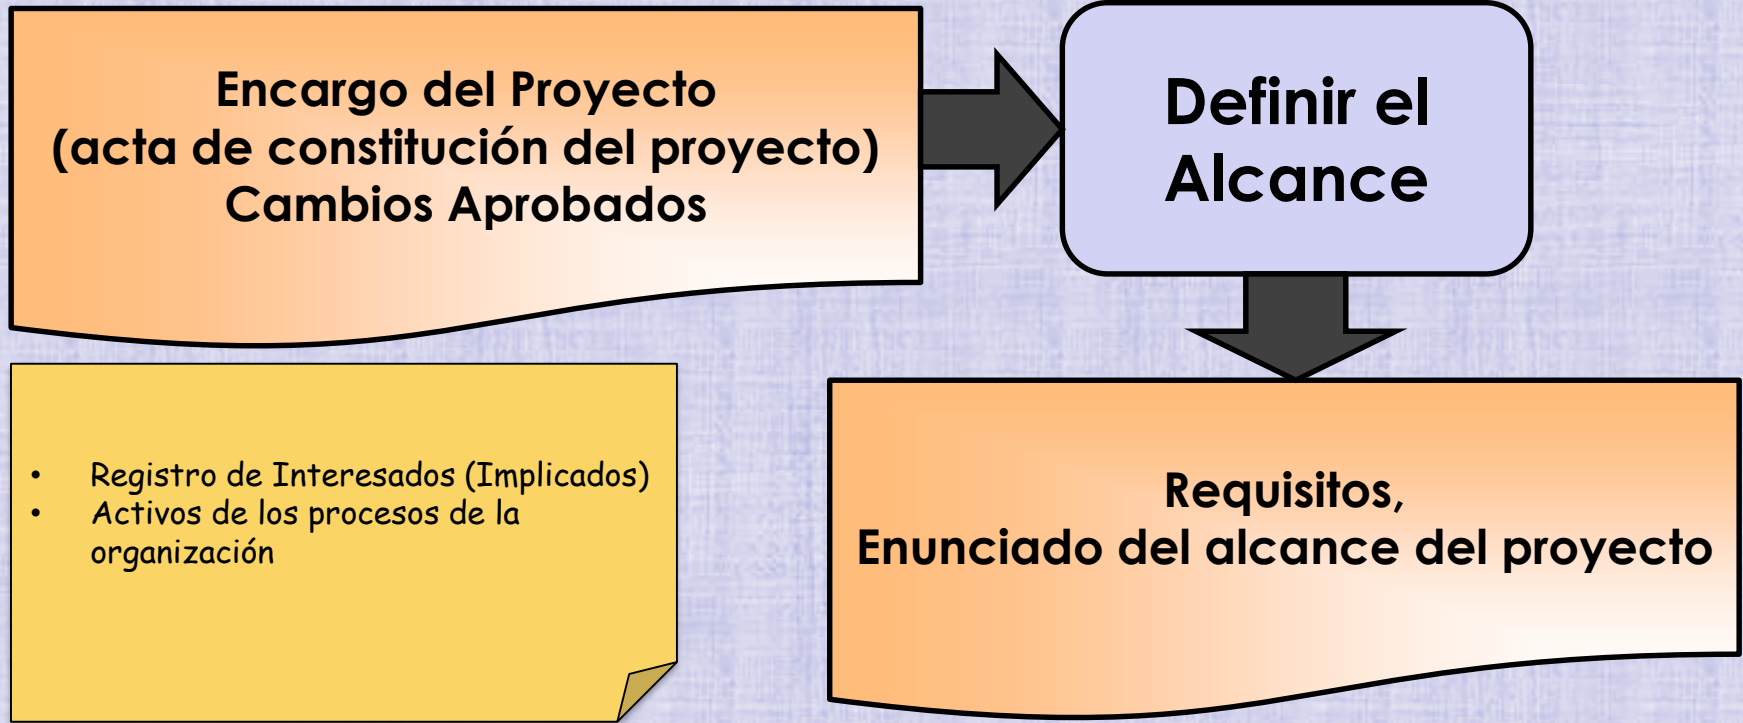 Encargo del Proyecto
(acta de constitución del proyecto)
Cambios Aprobados
Definir el
Alcance
• Registro de Interesados (Implicados)
• Activos de los procesos de la
organización
Requisitos,
Enunciado del alcance del proyecto